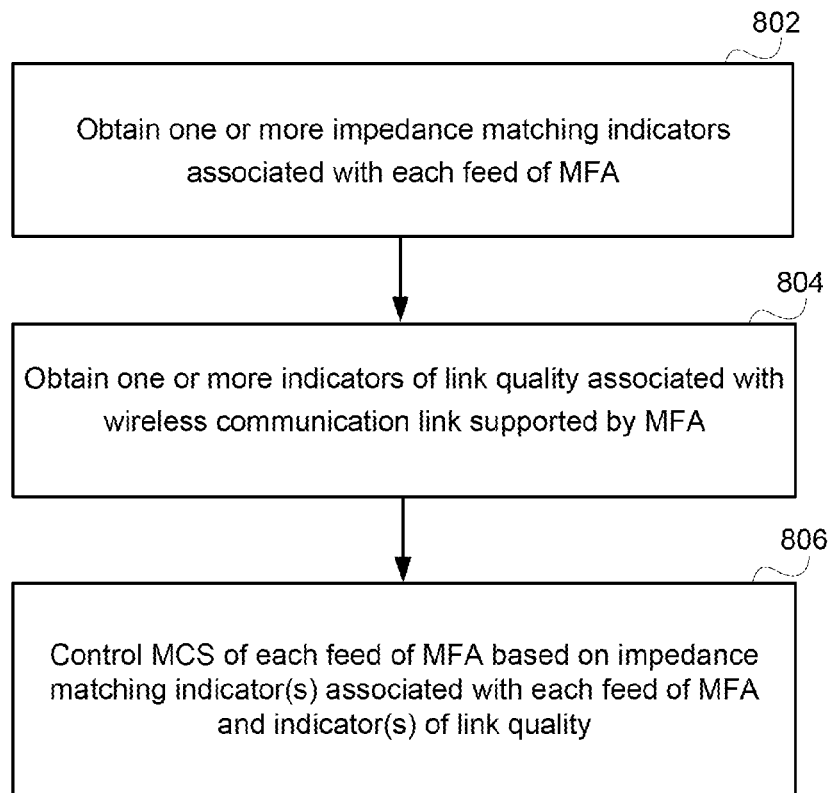 802
Obtain one or more impedance matching indicators
associated with each feed of MFA
804
Obtain one or more indicators of link quality associated with
wireless communication link supported by MFA
806
Control MCS of each feed of MFA based on impedance
matching indicator(s) associated with each feed of MFA
and indicator(s) of link quality